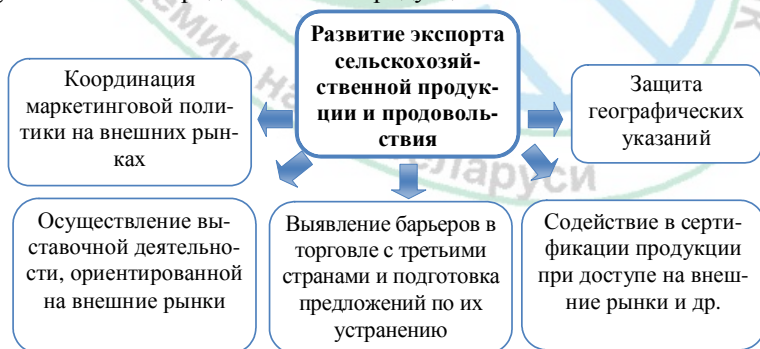 Развитие экспорта
сельскохозяй-
ственной продук-
ции и продоволь-
ствия
Координация
маркетинговой поли-
тики на внешних рын-
ках
Защита
географических
указаний
Осуществление вы-
ставочной деятельно-
сти, ориентированной
на внешние рынки
Выявление барьеров в
торговле с третьими
странами и подготовка
предложений по их
устранению
Содействие в серти-
фикации продукции
при доступе на внеш-
ние рынки и др.